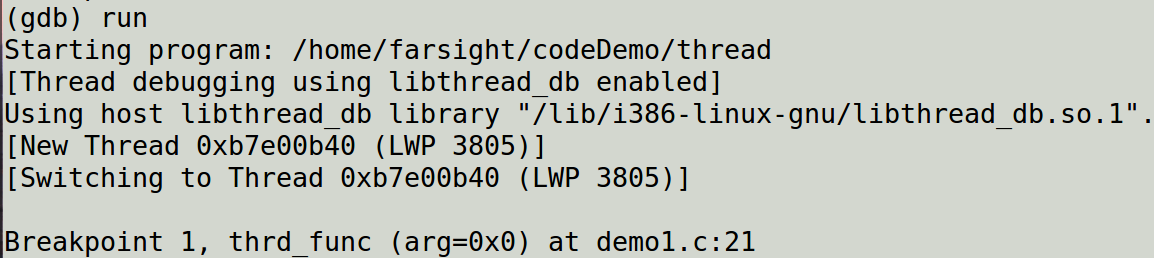 (gdb) run
Starting program: /home/farsight/codeDemo/thread
[Thread debugging using libthread_db enabled]
Using host libthread_db library "/lib/i386-linux-gnu/libthread_db.so.1".
[New Thread 0xb7e00b40 (LWP 3805)]
[Switching to Thread 0xb7e00b40 (LWP 3805)]
Breakpoint 1, thrd_func (arg=0x0) at demo1.c:21